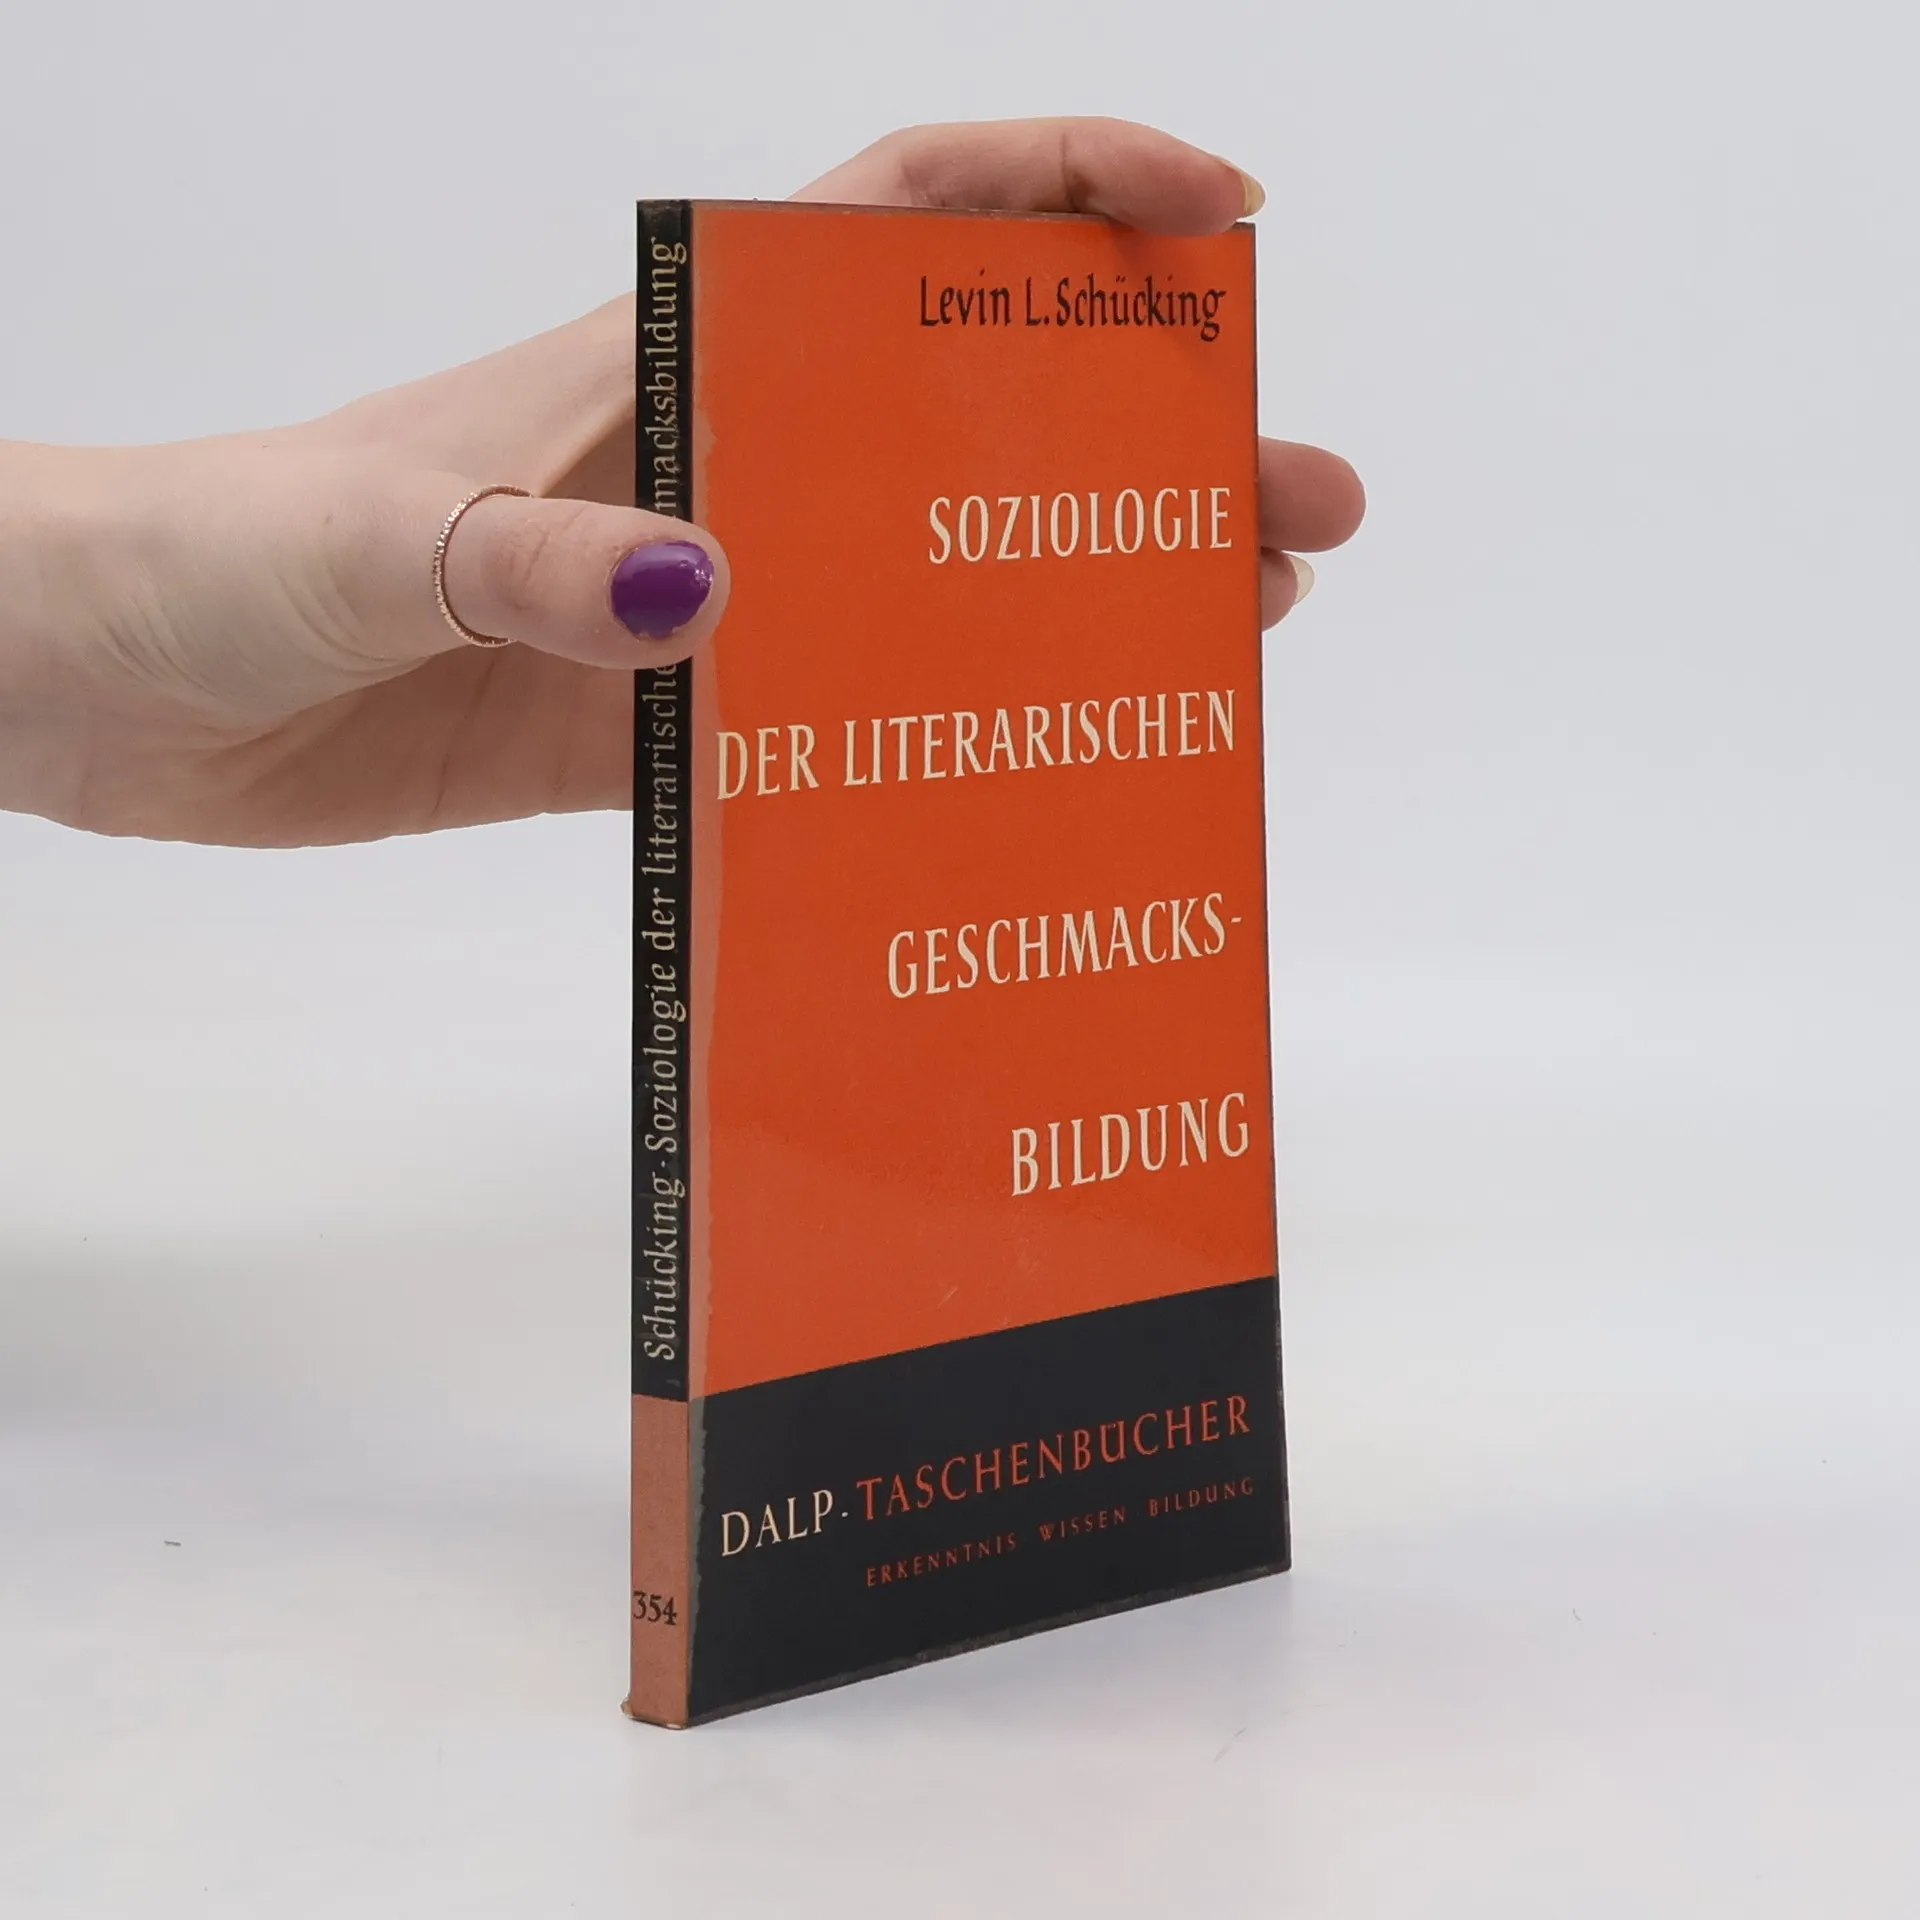 Levin L. Schücking
SOZIOLOGIE
DER LITERARISCHEN
GESCHMACKS-
BILDUNG
DALP-TASCHENBÜCHER
ERKENNTNIS WISSEN · BILDUNG
Schücking · Soziologie der literarische macksbildung
354